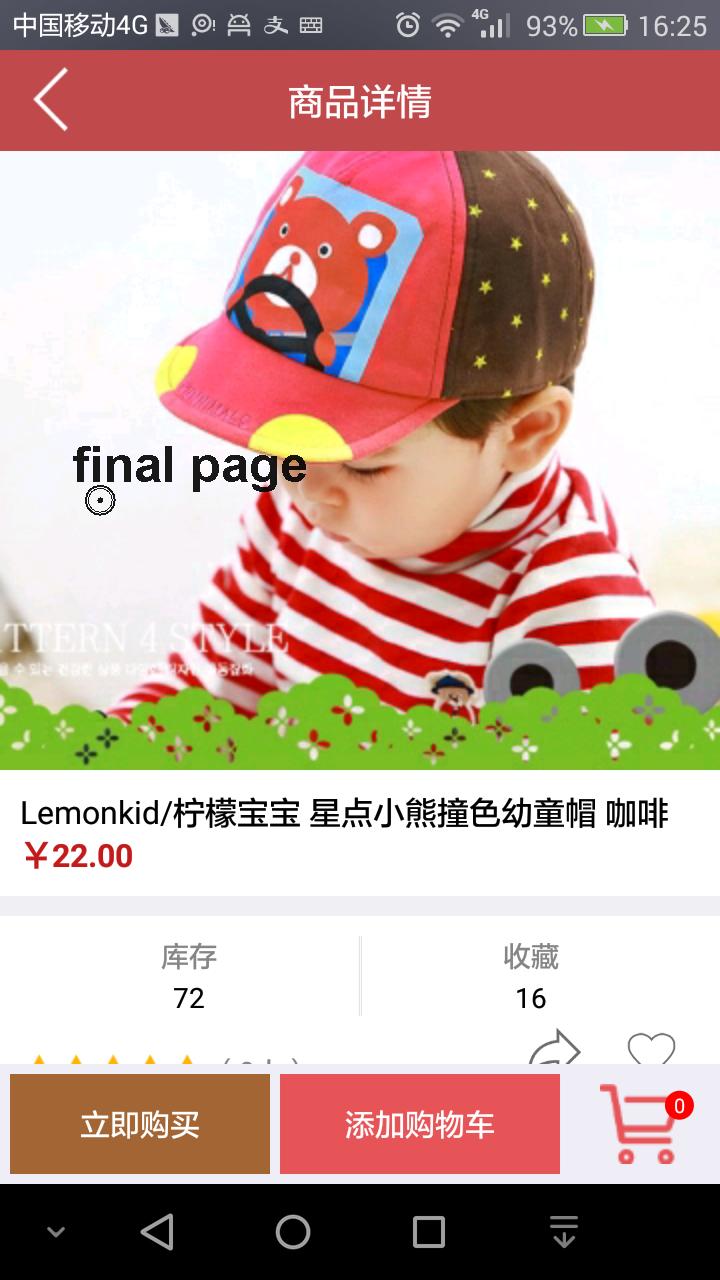 中国移动4G 4G 93% 16:25
商品详情
final page
TTERN 4 STYLE
Lemonkid/柠檬宝宝 星点小熊撞色幼童帽 咖啡
￥22.00
库存 收藏
72 16
立即购买 添加购物车 0